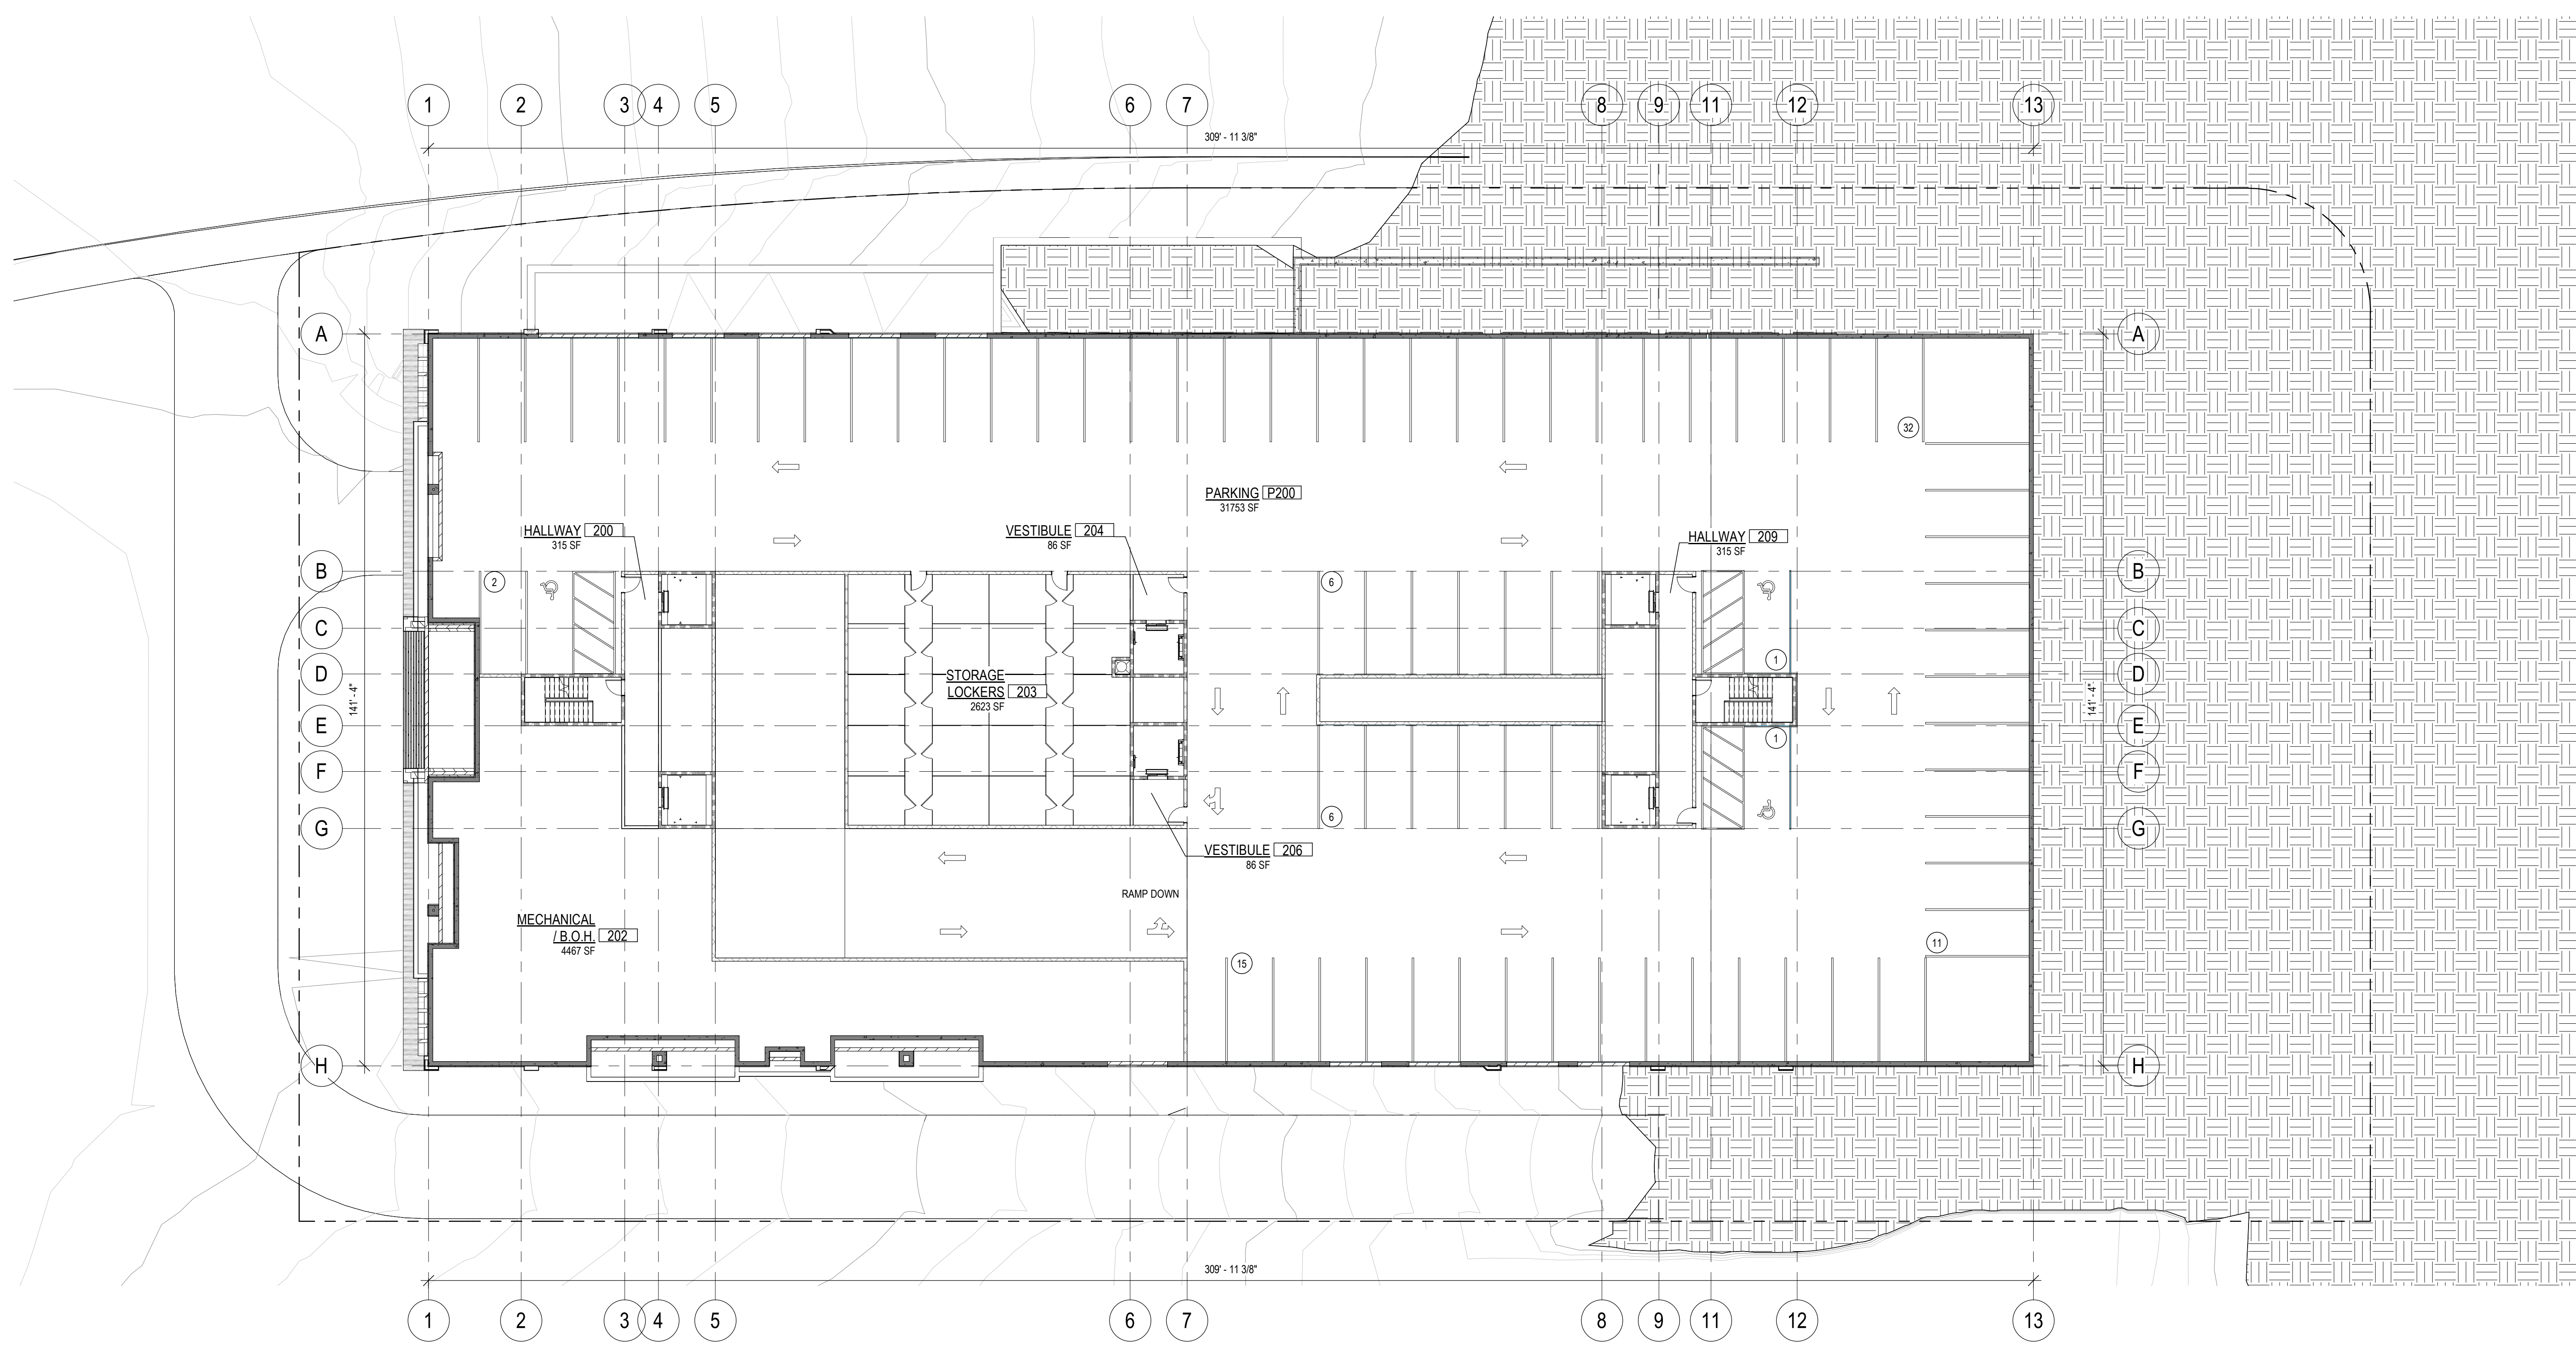 1 2 3 4 5 6 7 8 9 11 12 13
309' - 11 3/8"
A A
32
PARKING P200
31753 SF
HALLWAY 200
315 SF
VESTIBULE 204
86 SF
HALLWAY 209
315 SF
B B
2 6
C C
1
D D
STORAGE
LOCKERS 203
2623 SF
141' - 4" 141' - 4"
E E
1
F F
6
G G
VESTIBULE 206
86 SF
RAMP DOWN
MECHANICAL
/ B.O.H. 202
4467 SF
15 11
H H
309' - 11 3/8"
1 2 3 4 5 6 7 8 9 11 12 13